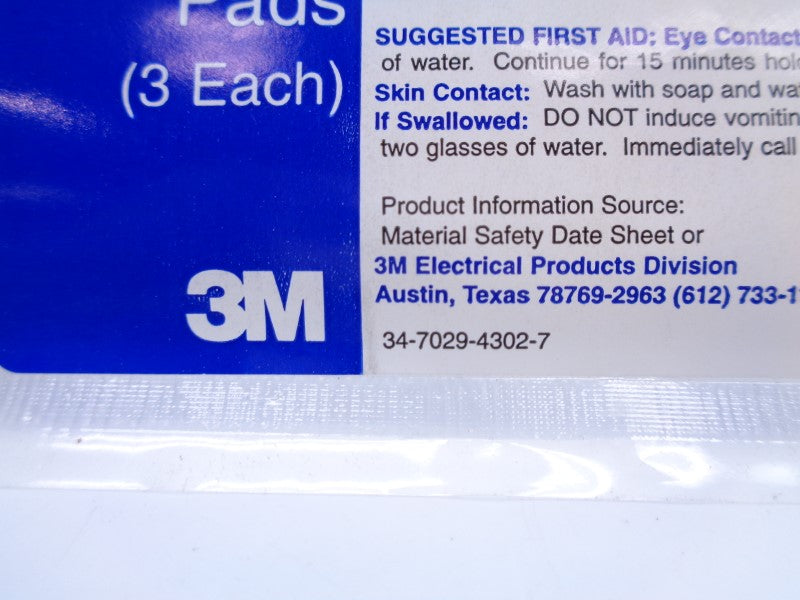 Pads
(3 Each)
3M
SUGGESTED FIRST AID: Eye Contact
of water. Continue for 15 minutes
Skin Contact: Wash with soap and
If Swallowed: DO NOT induce
two glasses of water. Immediately call
Product Information Source:
Material Safety Date Sheet or
3M Electrical Products Division
Austin, Texas 78769-2963 (612)
34-7029-4302-7